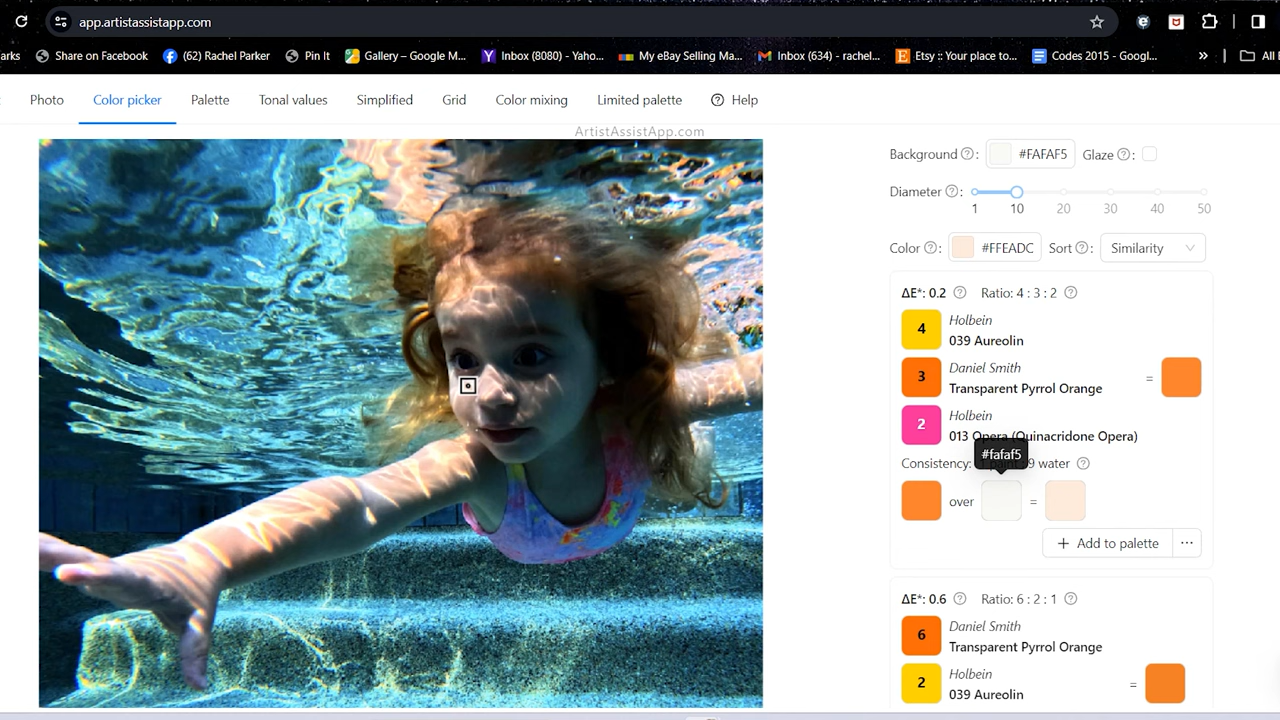 app.artistassistapp.com
arks Share on Facebook (62) Rachel Parker Pin It Gallery – Google M... Inbox (8080) - Yaho... My eBay Selling Ma... Inbox (634) - rachel... Etsy :: Your place to... Codes 2015 - Googl... » All
Photo Color picker Palette Tonal values Simplified Grid Color mixing Limited palette Help
ArtistAssistApp.com
Background : #FAFAF5 Glaze :
Diameter :
1 10 20 30 40 50
Color : #FFEADC Sort : Similarity
ΔE*: 0.2 Ratio: 4 : 3 : 2
4 Holbein
039 Aureolin
3 Daniel Smith
Transparent Pyrrol Orange =
2 Holbein
013 Opera (Quinacridone Opera)
#fafaf5
Consistency: 9 water
over =
+ Add to palette ...
ΔE*: 0.6 Ratio: 6 : 2 : 1
6 Daniel Smith
Transparent Pyrrol Orange
2 Holbein
039 Aureolin =